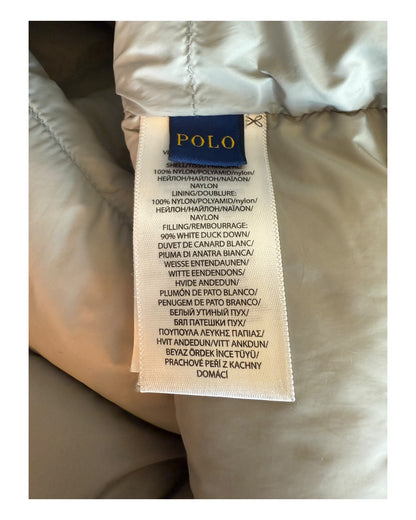 POLO
SHELL/TISSU PRINCIPAL:
100% NYLON/POLYAMID/nylon/
НЕЙЛОН/НАЙЛОН/ΝΑΪΛΟΝ/
NAYLON
LINING/DOUBLURE:
100% NYLON/POLYAMID/nylon/
НЕЙЛОН/НАЙЛОН/ΝΑΪΛΟΝ/
NAYLON
FILLING/REMBOURRAGE:
90% WHITE DUCK DOWN/
DUVET DE CANARD BLANC/
PIUMA DI ANATRA BIANCA/
WEISSE ENTENDAUNEN/
WITTE EENDENDONS/
HVIDE ANDEDUN/
PLUMÓN DE PATO BLANCO/
PENUGEM DE PATO BRANCO/
БЕЛЫЙ УТИНЫЙ ПУХ/
БЯЛ ПАТЕШКИ ПУХ/
ΠΟΥΠΟΥΛΑ ΛΕΥΚΗΣ ΠΑΠΙΑΣ/
HVIT ANDEDUN/VITT ANKDUN/
BEYAZ ÖRDEK İNCE TÜYÜ/
PRACHOVÉ PEŘÍ Z KACHNY
DOMÁCÍ